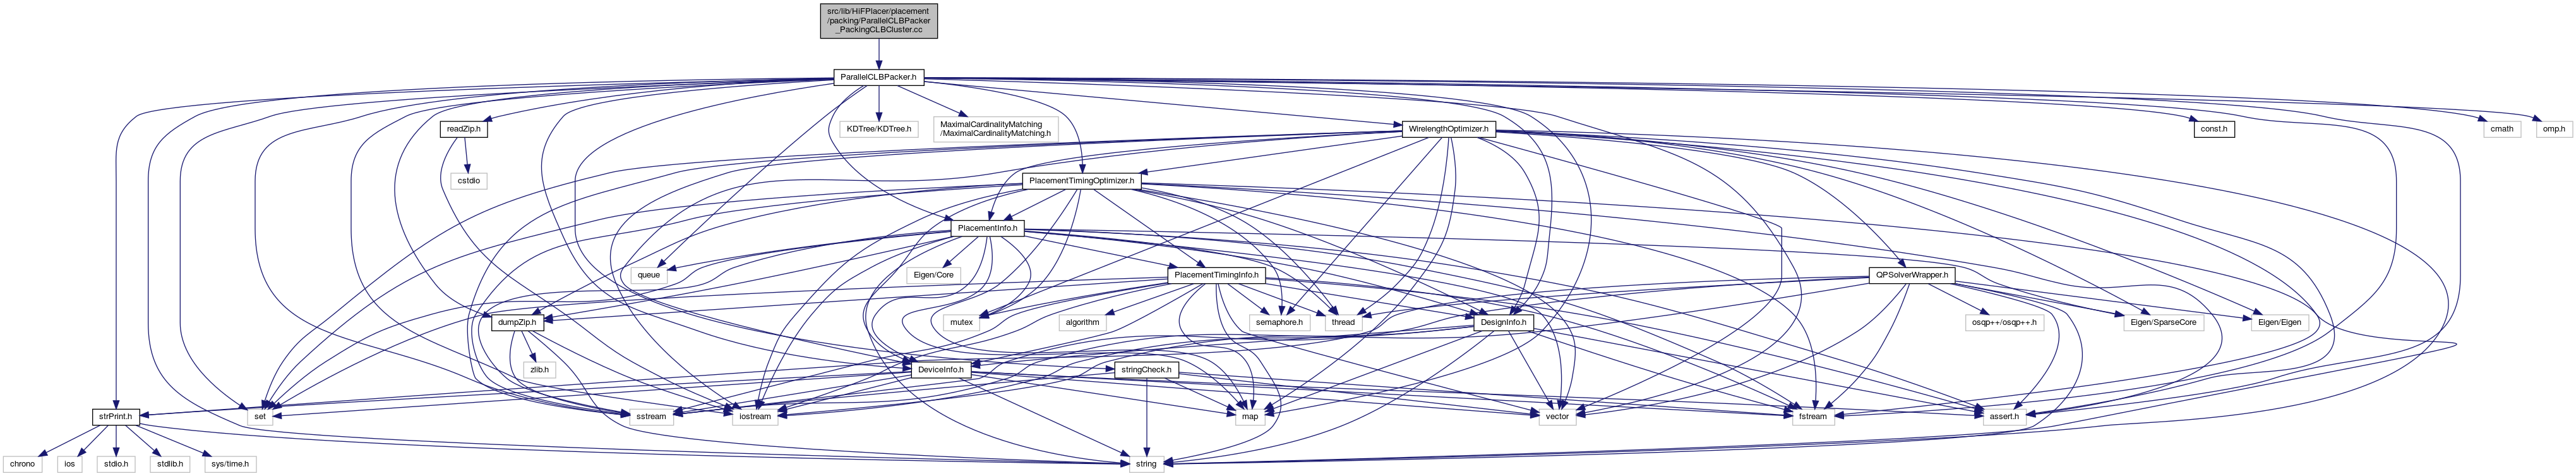 src/lib/HiFPlacer/placement
/packing/ParallelCLBPacker
_PackingCLBCluster.cc
ParallelCLBPacker.h
readZip.h
KDTree/KDTree.h
MaximalCardinalityMatching
/MaximalCardinalityMatching.h
WirelengthOptimizer.h
const.h
cmath
omp.h
cstdio
PlacementTimingOptimizer.h
PlacementInfo.h
queue
Eigen/Core
PlacementTimingInfo.h
QPSolverWrapper.h
dumpZip.h
mutex
algorithm
semaphore.h
thread
DesignInfo.h
osqp++/osqp++.h
Eigen/SparseCore
Eigen/Eigen
zlib.h
DeviceInfo.h
stringCheck.h
strPrint.h
set
sstream
iostream
map
vector
fstream
assert.h
chrono
ios
stdio.h
stdlib.h
sys/time.h
string